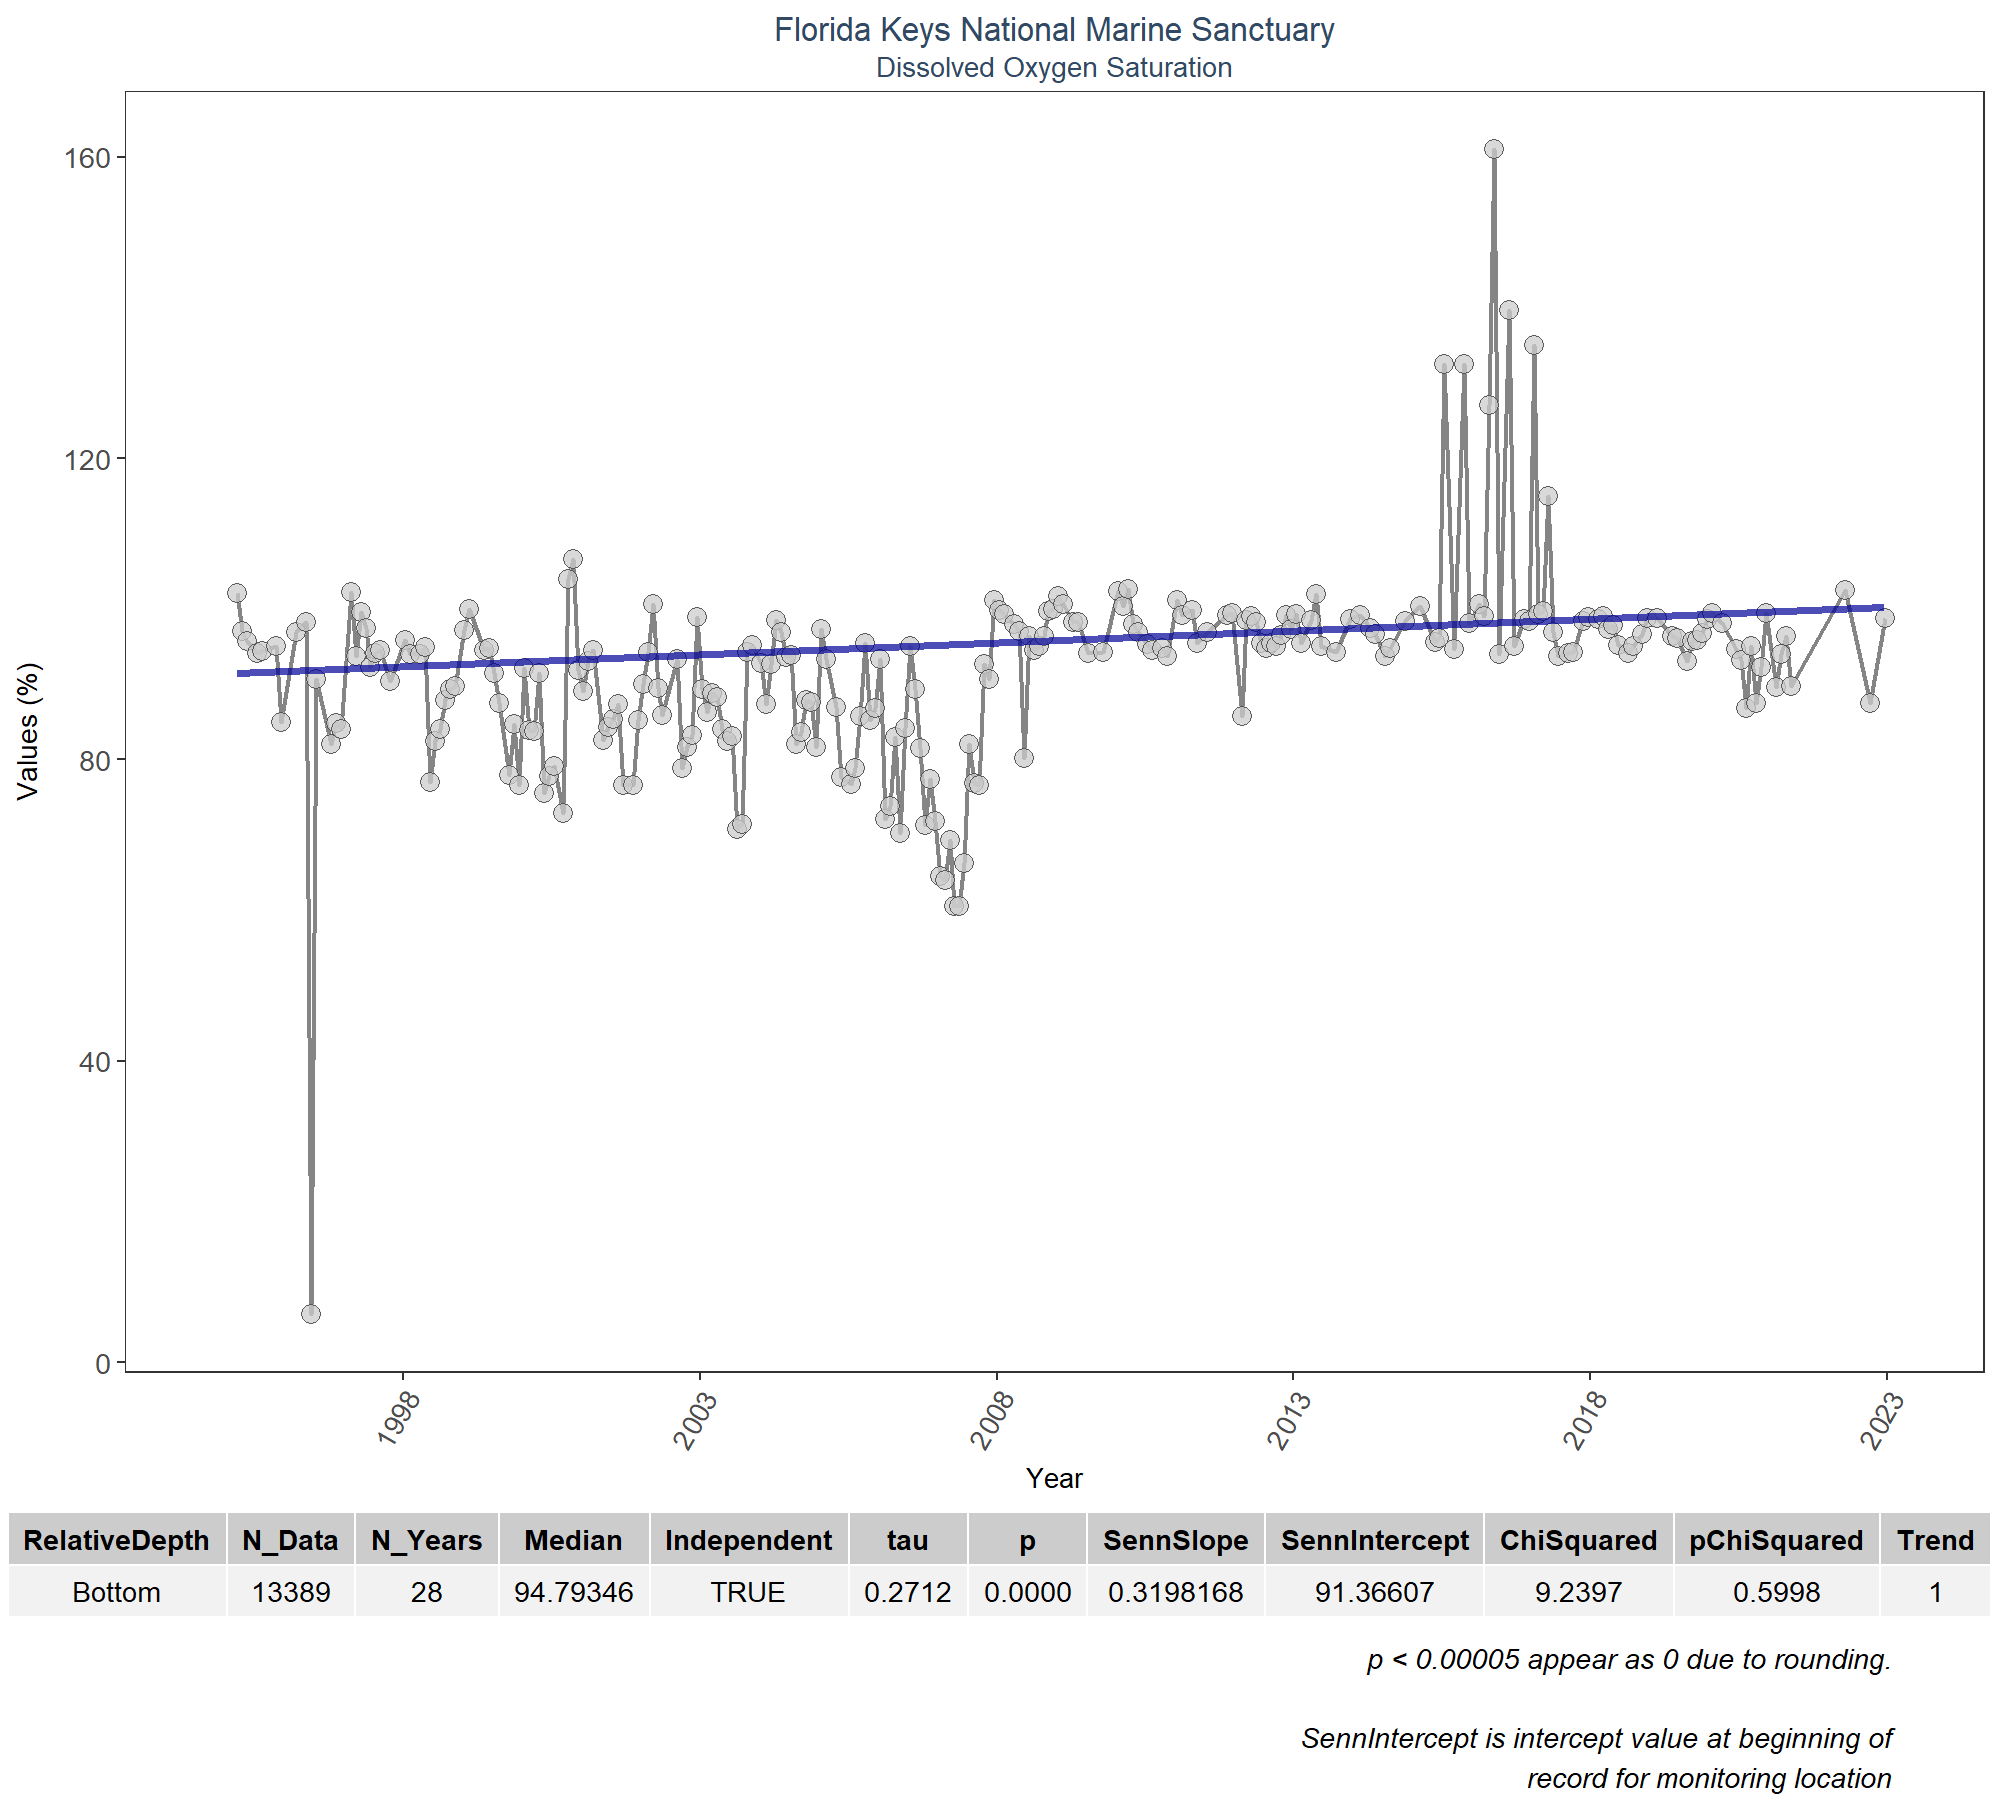 Florida Keys National Marine Sanctuary
Dissolved Oxygen Saturation
Values (%)
160
120
80
40
0
1998
2003
2008
2013
2018
2023
Year
RelativeDepth N_Data N_Years Median Independent tau p SennSlope SennIntercept ChiSquared pChiSquared Trend
Bottom 13389 28 94.79346 TRUE 0.2712 0.0000 0.3198168 91.36607 9.2397 0.5998 1
p < 0.00005 appear as 0 due to rounding.
SennIntercept is intercept value at beginning of
record for monitoring location